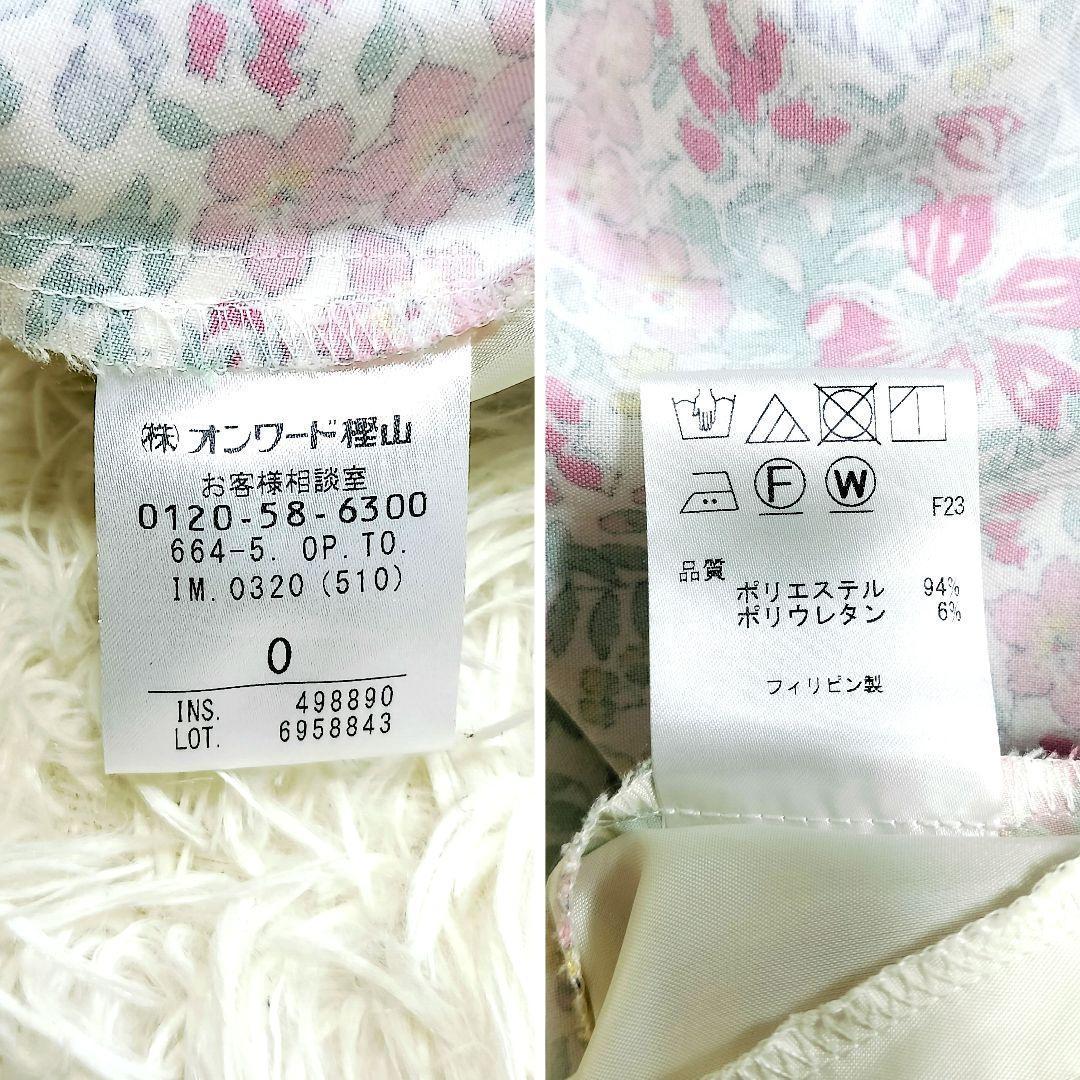 (株)オンワード樫山
お客様相談室
0120-58-6300
664-5. OP.TO.
IM.0320(510)
0
INS. 498890
LOT. 6958843
F
W
F23
品質
ポリエステル 94%
ポリウレタン 6%
フィリピン製